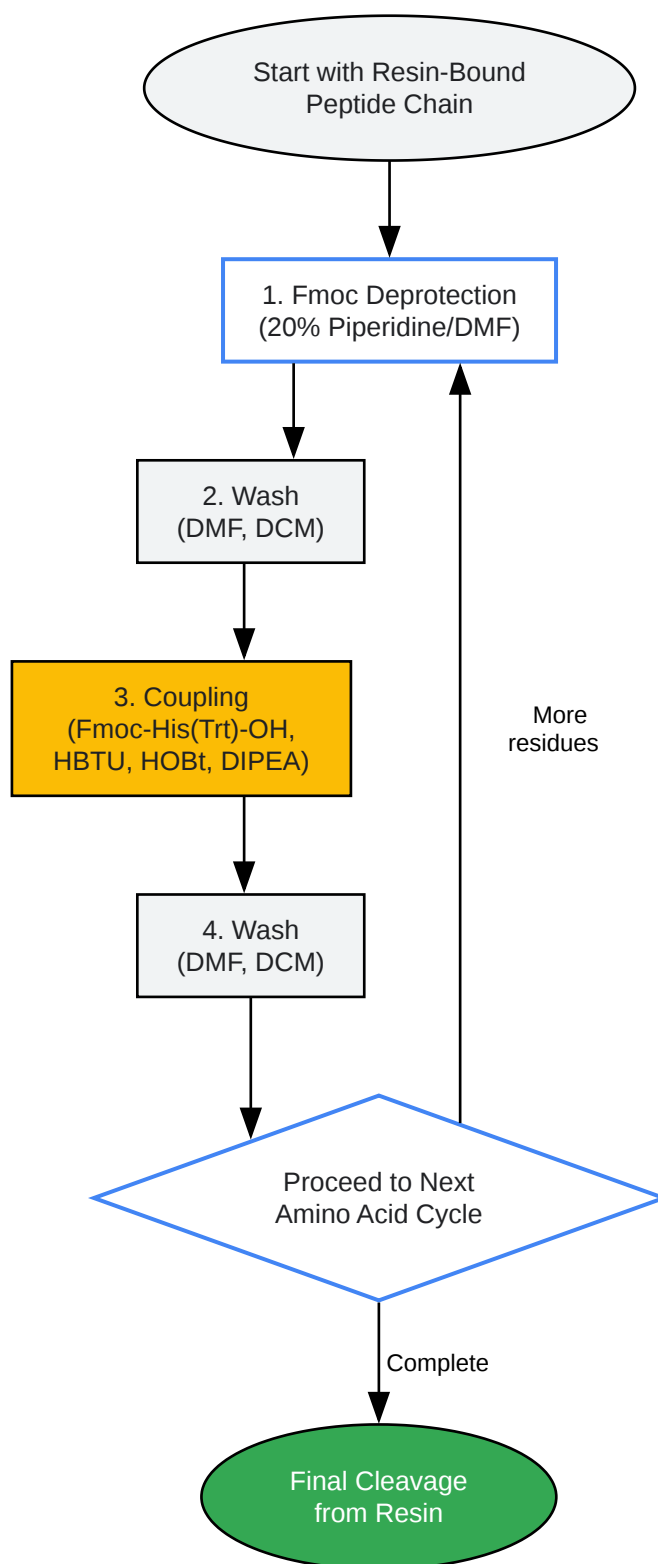 Start with Resin-Bound
Peptide Chain
1. Fmoc Deprotection
(20% Piperidine/DMF)
2. Wash
(DMF, DCM)
3. Coupling
(Fmoc-His(Trt)-OH,
HBTU, HOBt, DIPEA)
More
residues
4. Wash
(DMF, DCM)
Proceed to Next
Amino Acid Cycle
Complete
Final Cleavage
from Resin